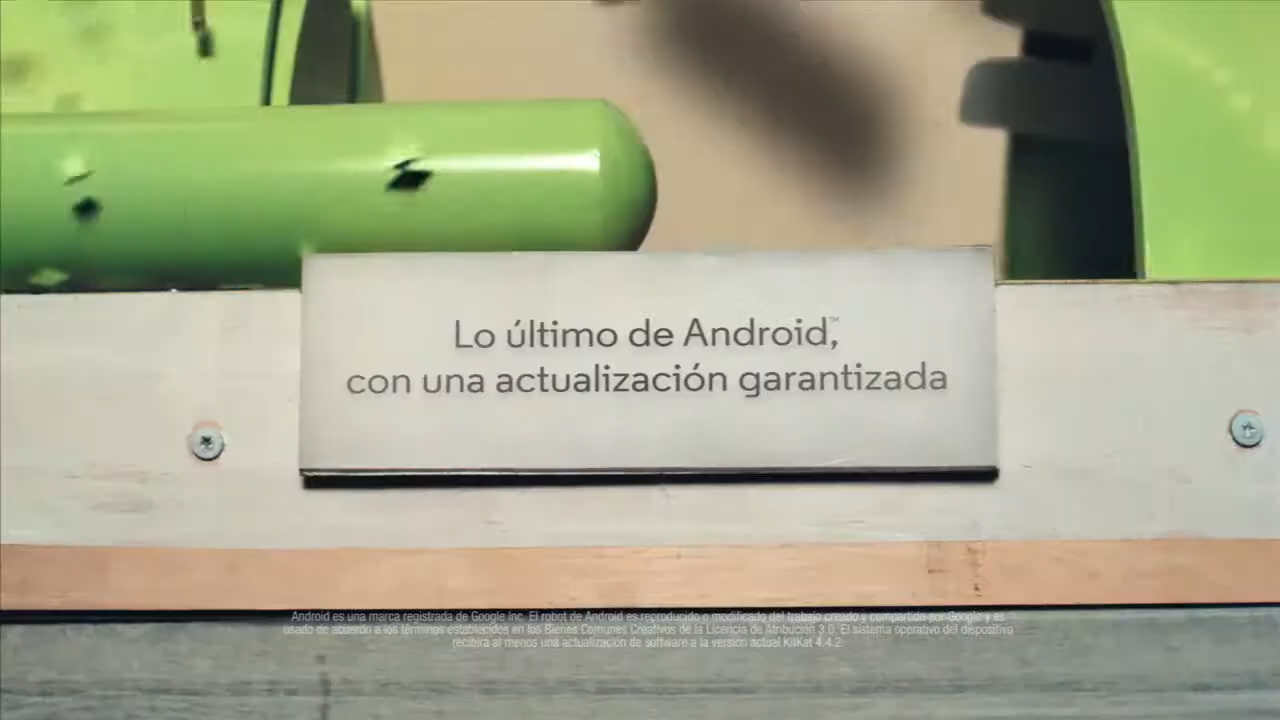 Lo último de Android,™
con una actualización garantizada
Android es una marca registrada de Google Inc. El robot de Android es reproducido o modificado del trabajo creado y compartido por Google y es
usado de acuerdo a los términos establecidos en los Bienes Comunes Creativos de la Licencia de Atribución 3.0. El sistema operativo del dispositivo
recibirá al menos una actualización de software a la versión actual KitKat 4.4.2.